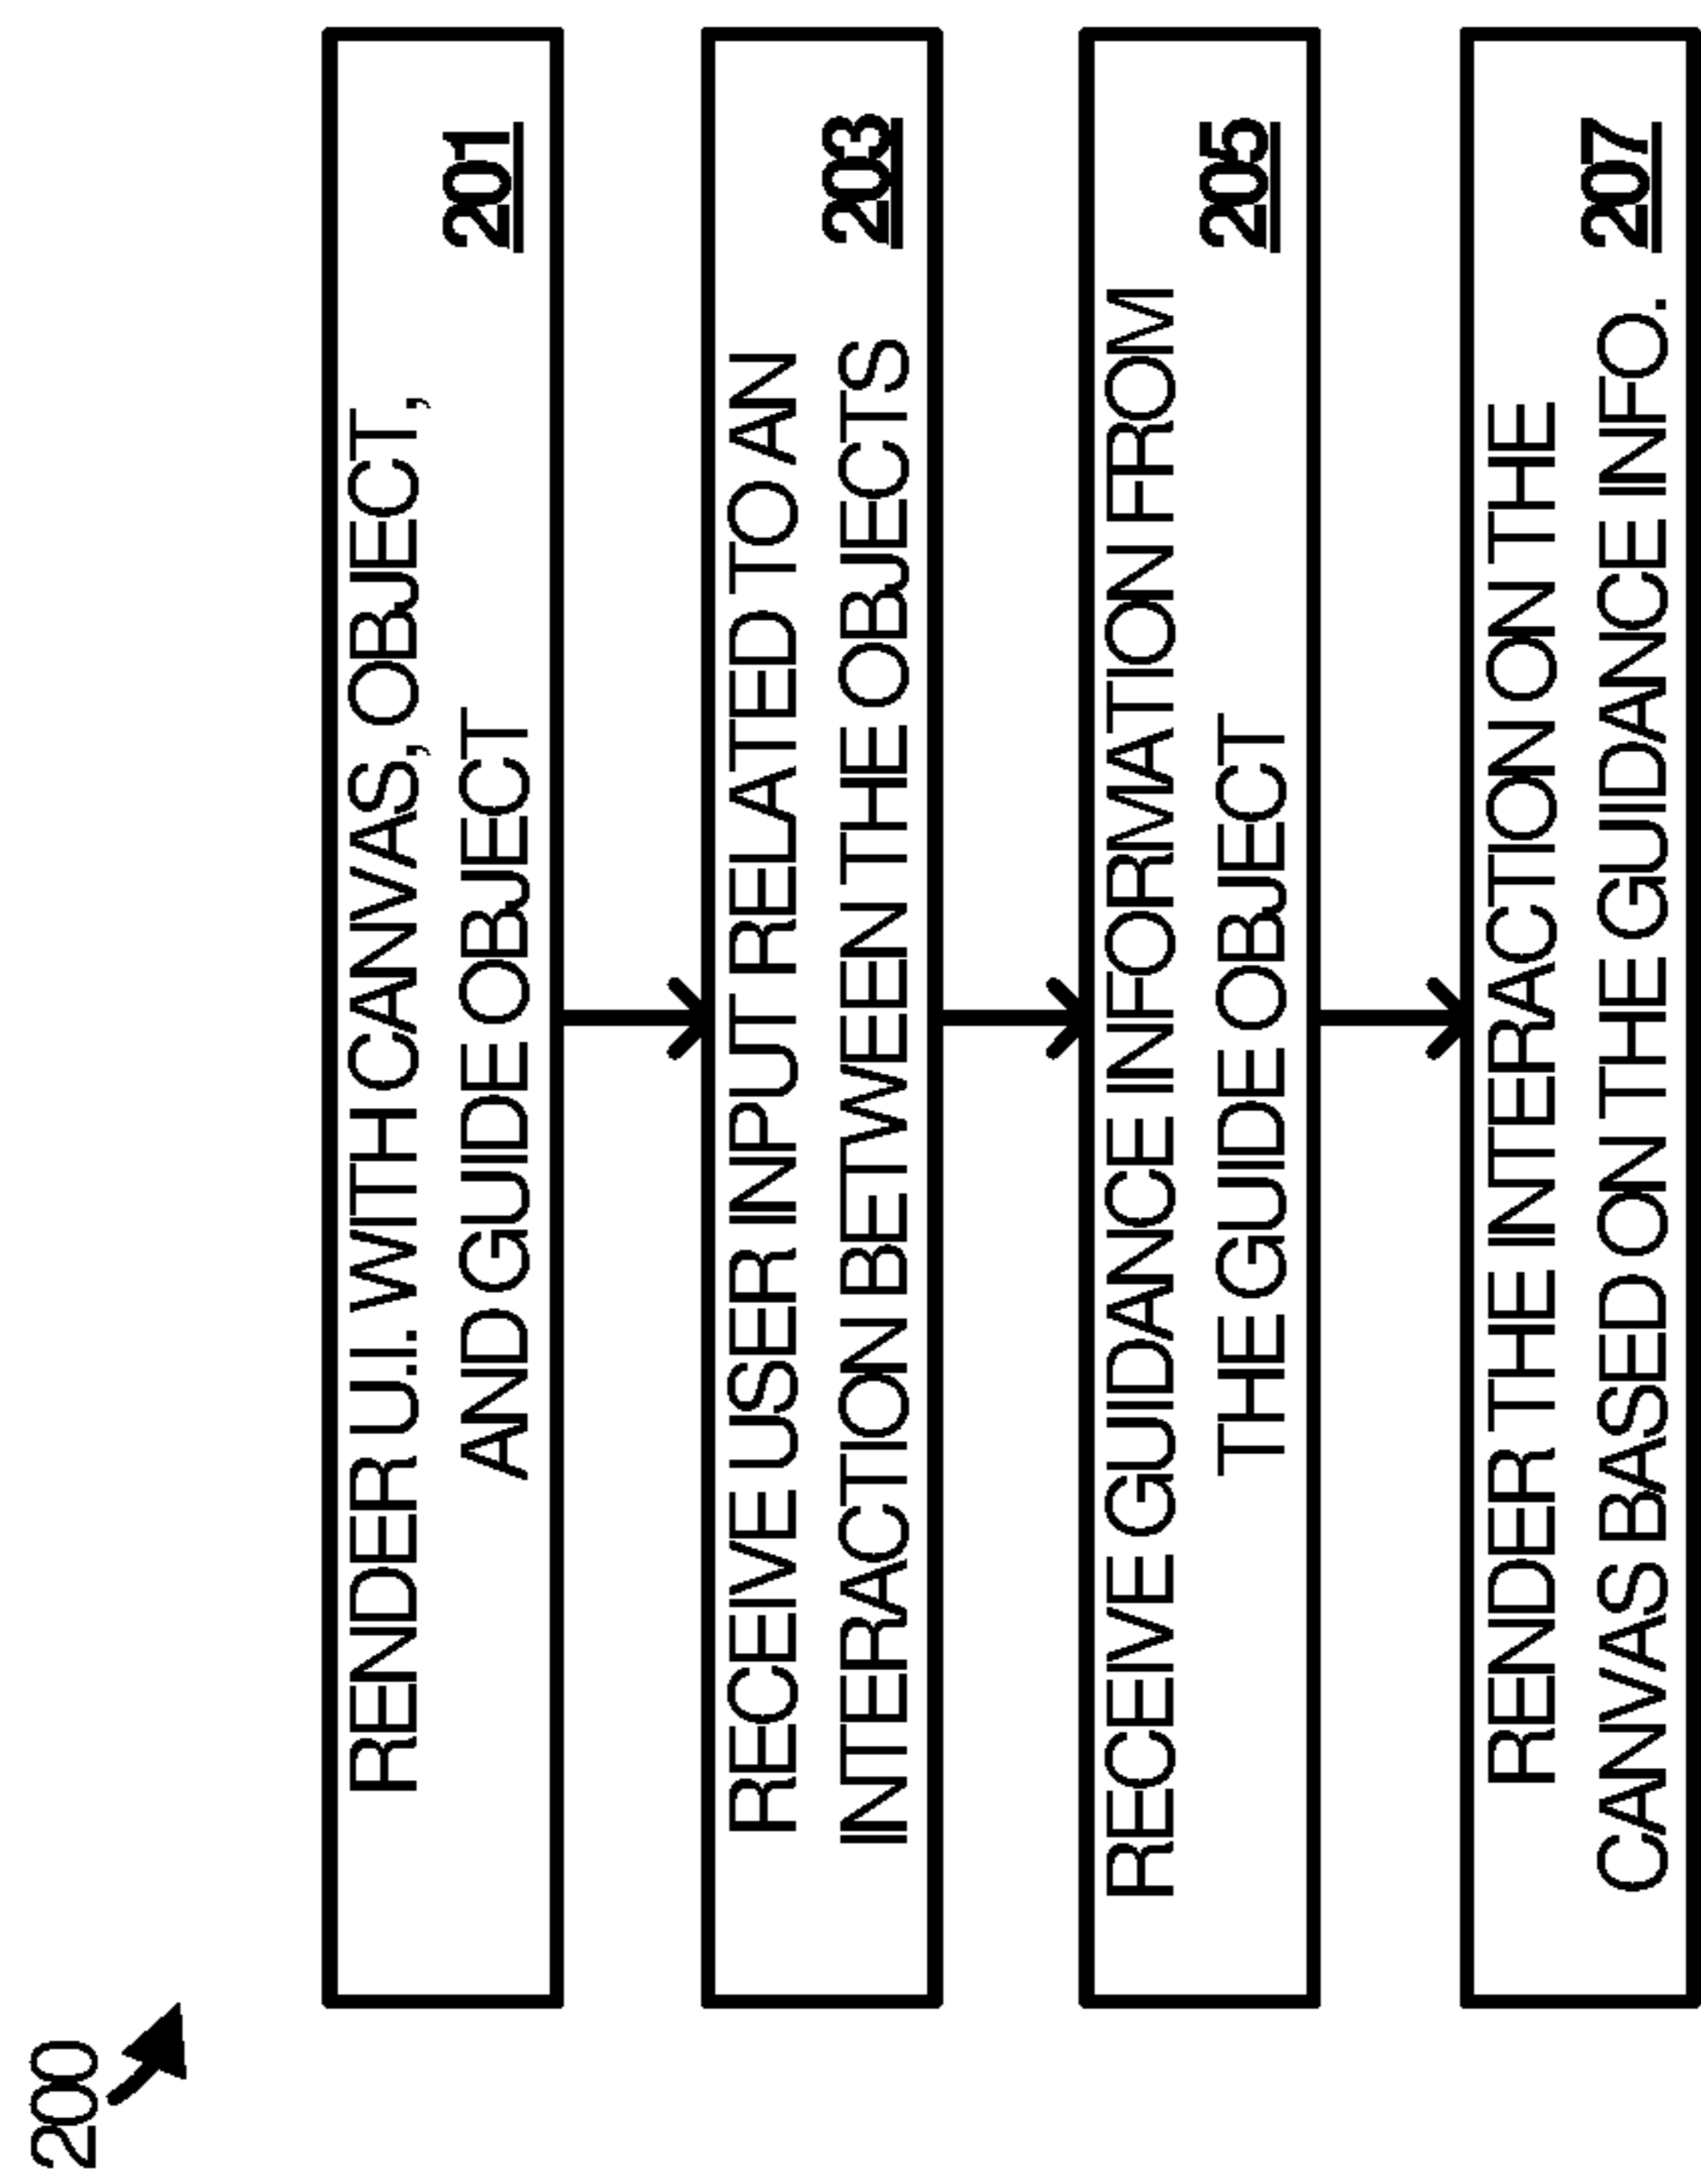 200
RENDER U.I. WITH CANVAS, OBJECT,
AND GUIDE OBJECT
201
RECEIVE USER INPUT RELATED TO AN
INTERACTION BETWEEN THE OBJECTS
203
RECEIVE GUIDANCE INFORMATION FROM
THE GUIDE OBJECT
205
RENDER THE INTERACTION ON THE
CANVAS BASED ON THE GUIDANCE INFO.
207